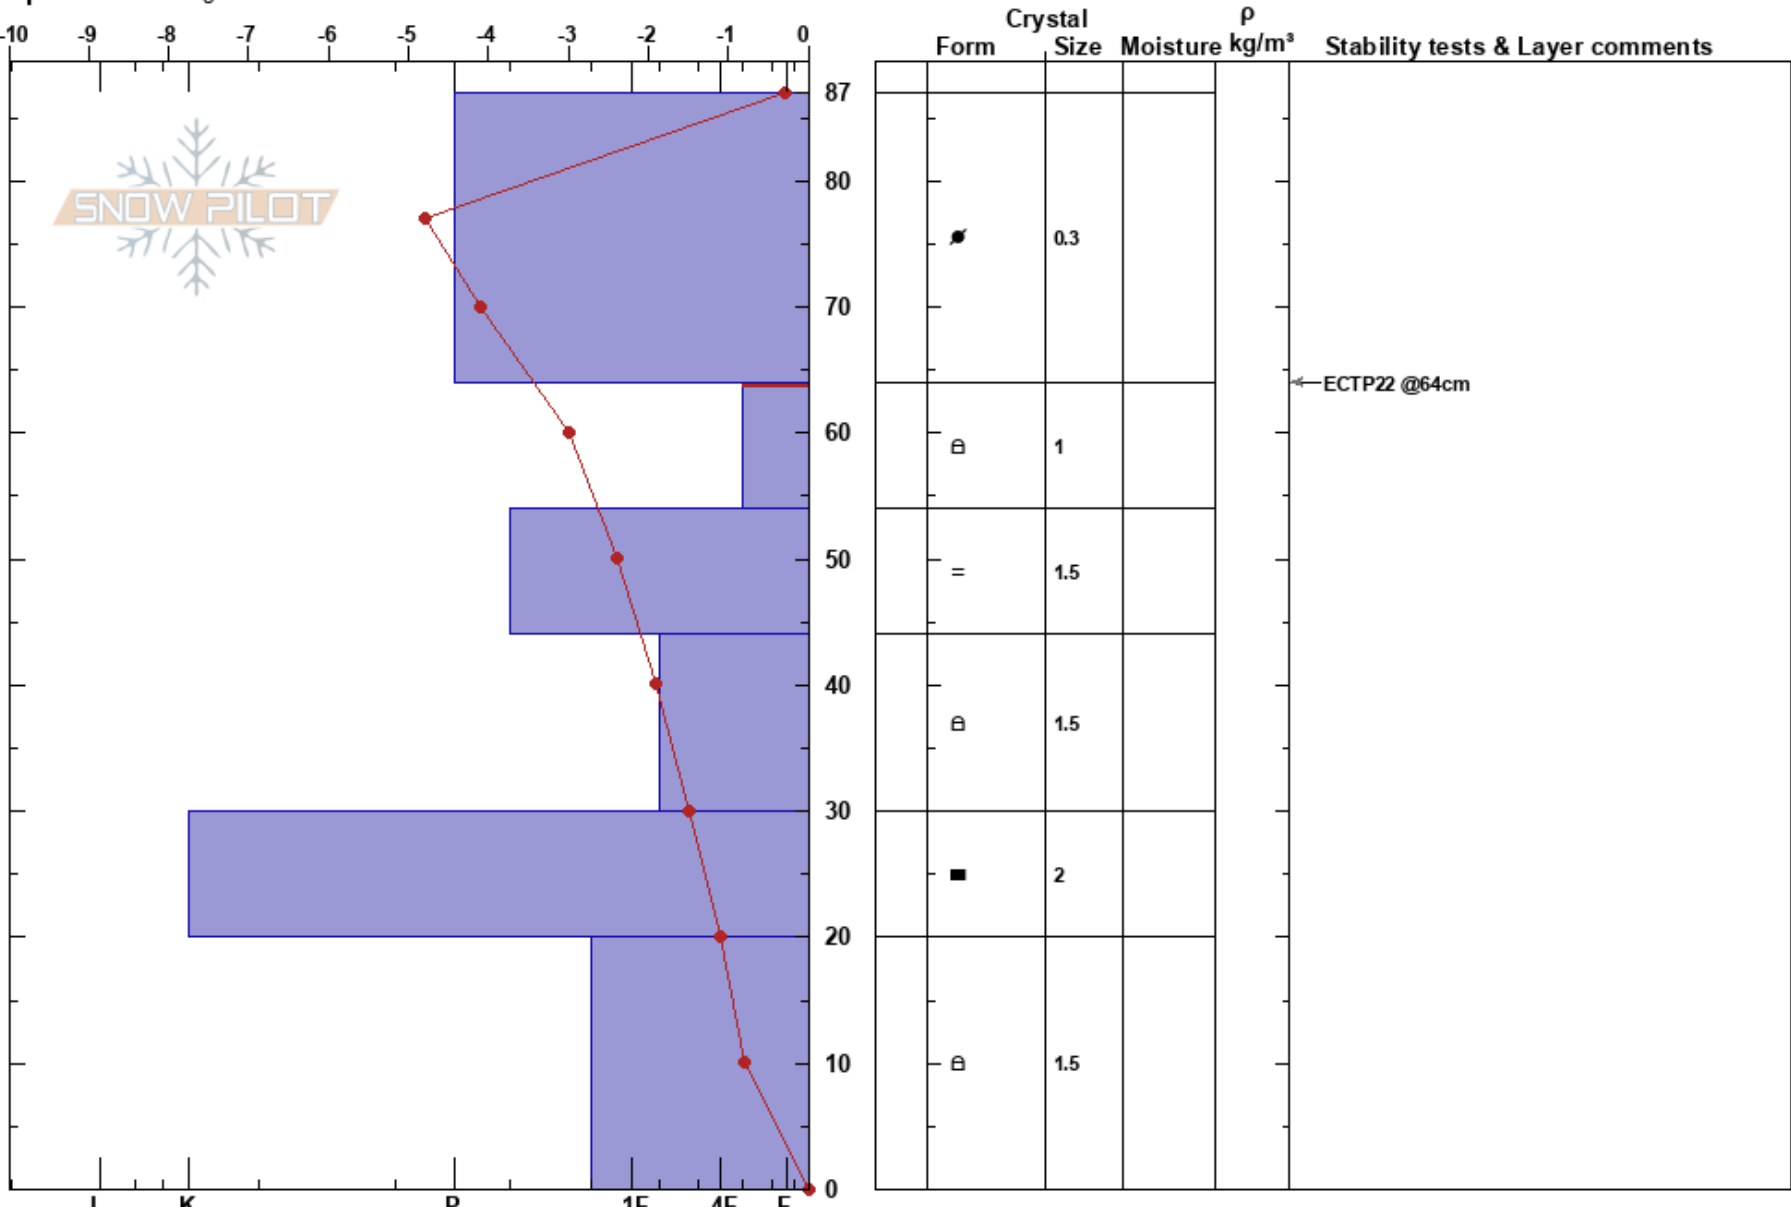 -10 -9 -8 -7 -6 -5 -4 -3 -2 -1 0
Crystal ρ
Form Size Moisture kg/m³ Stability tests & Layer comments
87
SNOW PILOT
80
0.3
70
ECTP22 @64cm
60
1
50
= 1.5
40
1.5
30
2
20
10
1.5
0
I K P 1F 4F F